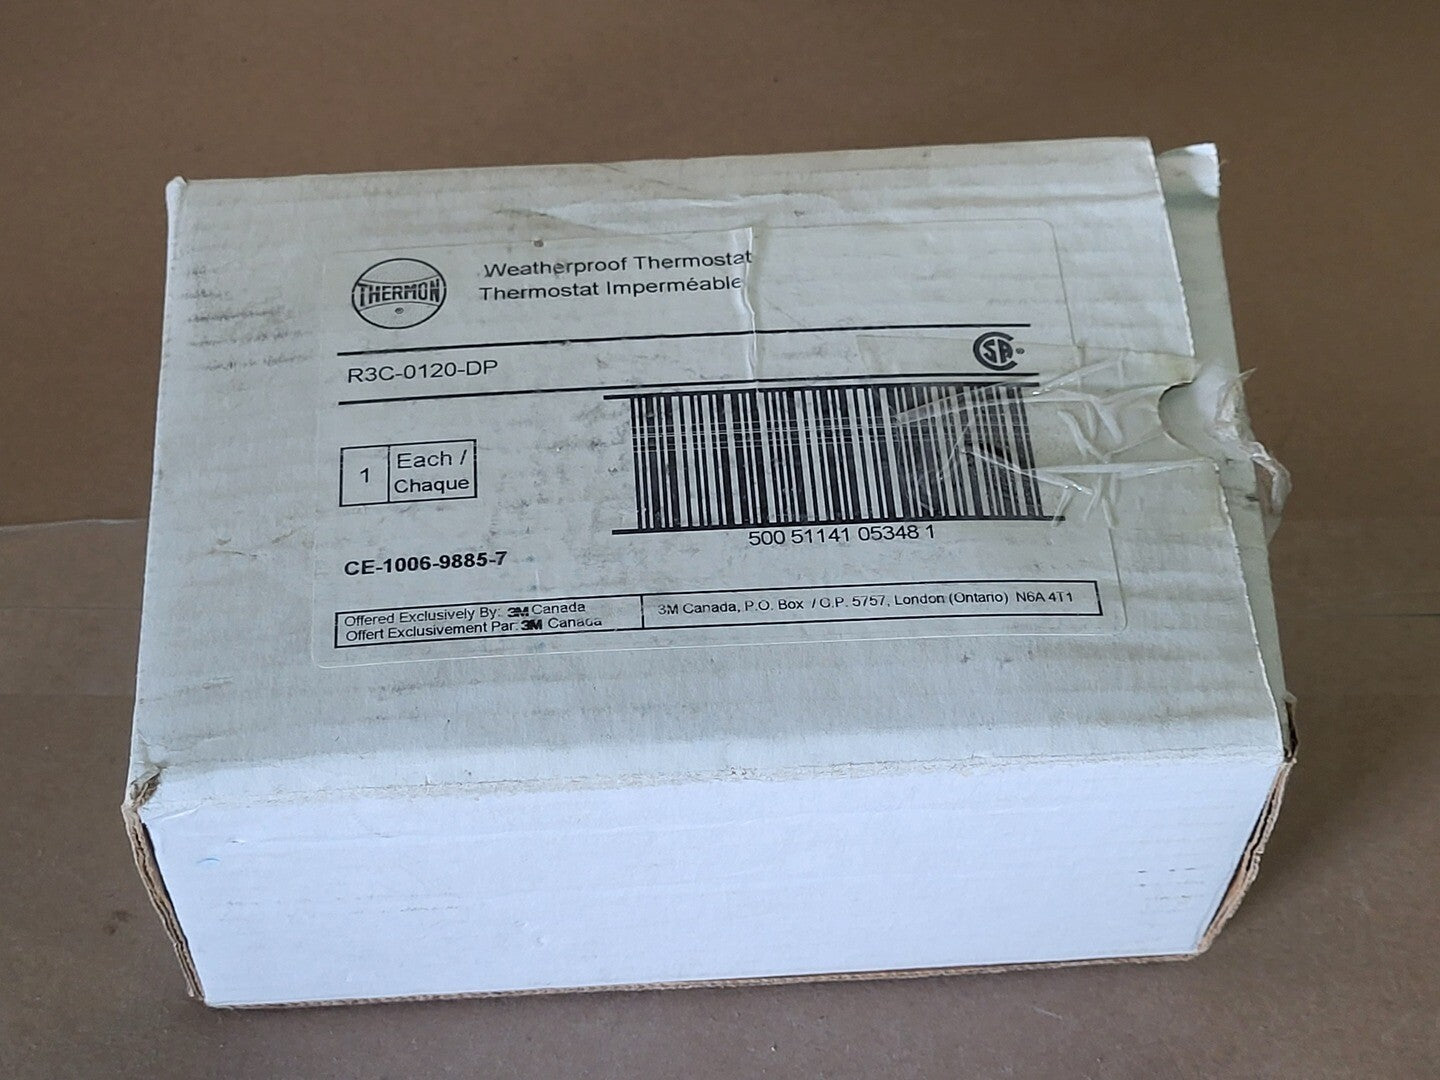 THERMON
®
Weatherproof Thermostat
Thermostat Imperméable
R3C-0120-DP
CSA ®
1 Each /
Chaque
500 51141 05348 1
CE-1006-9885-7
Offered Exclusively By: 3M Canada
Offert Exclusivement Par: 3M Canada
3M Canada, P.O. Box / C.P. 5757, London (Ontario) N6A 4T1